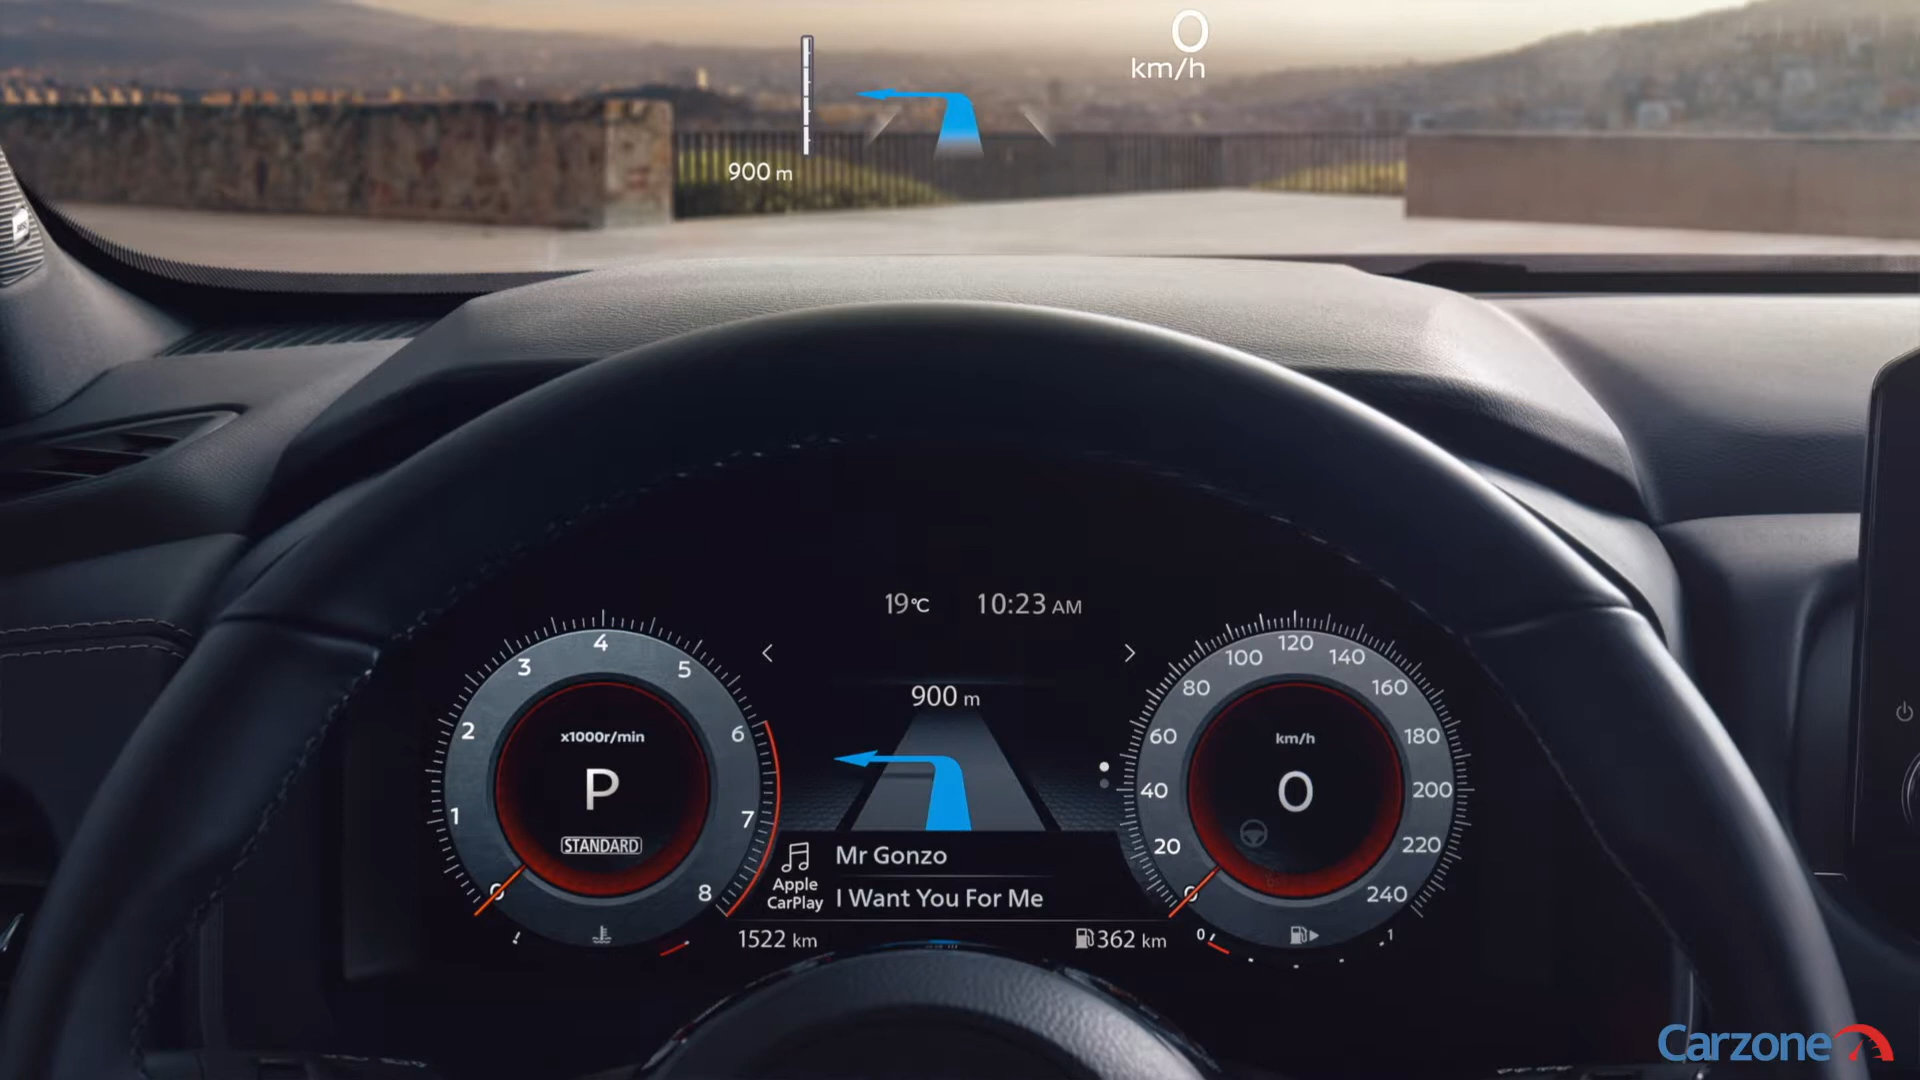 0
km/h
900 m
19°C 10:23 AM
900 m
x1000r/min
P
STANDARD
0
1
2
3
4
5
6
7
8
km/h
0
0
20
40
60
80
100
120
140
160
180
200
220
240
Apple
CarPlay
Mr Gonzo
I Want You For Me
1522 km
362 km
0
1
Carzone